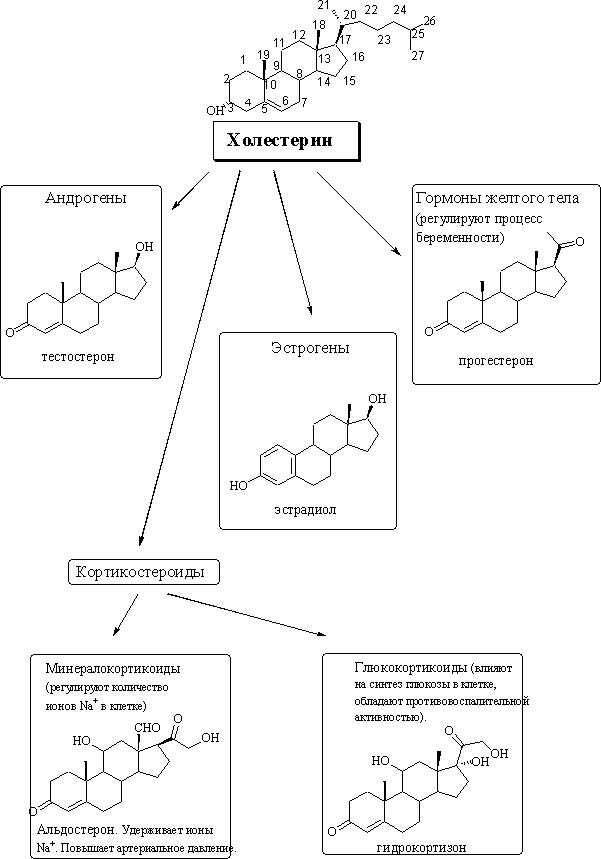 21
18
20
22
24
26
12
17
23
25
11
19
13
16
27
1
9
14
15
2
10
8
OH
3
4
5
6
7
Холестерин
Андрогены
OH
O
тестостерон
Гормоны желтого тела
(регулируют процесс
беременности)
O
O
прогестерон
Эстрогены
OH
HO
эстрадиол
Кортикостероиды
Минералокортикоиды
(регулируют количество
ионов Na⁺ в клетке)
O
CHO
OH
HO
O
Альдостерон. Удерживает ионы
Na⁺. Повышает артериальное давление.
Глюкокортикоиды (влияют
на синтез глюкозы в клетке,
обладают противовоспалительной
активностью).
O
OH
HO
OH
O
гидрокортизон